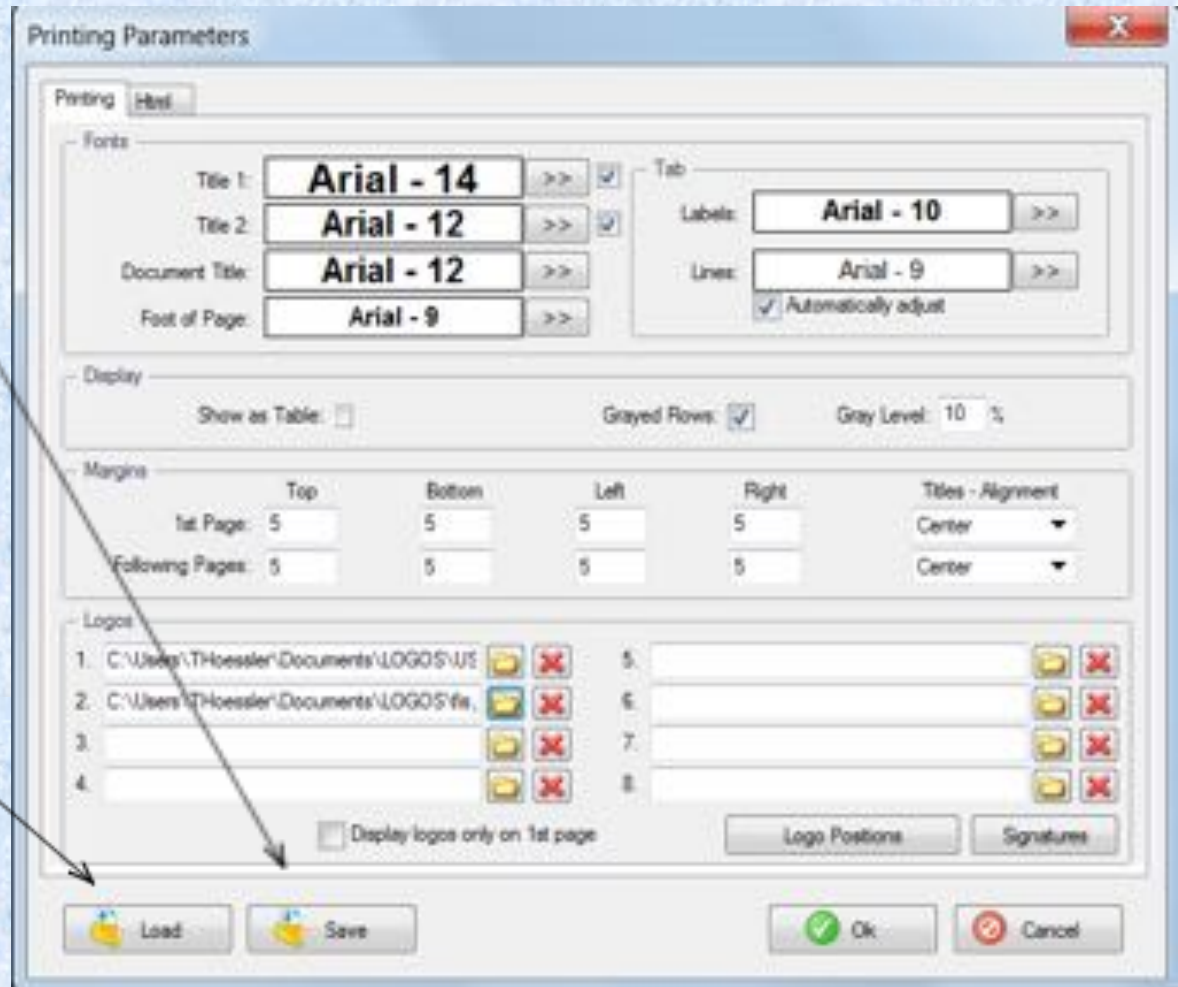 Printing Parameters
Printing Html
Fonts
Title 1: Arial - 14 >>
Title 2: Arial - 12 >>
Document Title: Arial - 12 >>
Foot of Page: Arial - 9 >>
Tab
Labels: Arial - 10 >>
Lines: Arial - 9 >>
Automatically adjust
Display
Show as Table: Grayed Rows: Gray Level: 10 %
Margins
Top Bottom Left Right Titles - Alignment
1st Page: 5 5 5 5 Center
Following Pages: 5 5 5 5 Center
Logos
1. C:\Users\THoessler\Documents\LOGOS\US
2. C:\Users\THoessler\Documents\LOGOS\fis.
3.
4.
5.
6.
7.
8.
Display logos only on 1st page Logo Positions Signatures
Load Save Ok Cancel